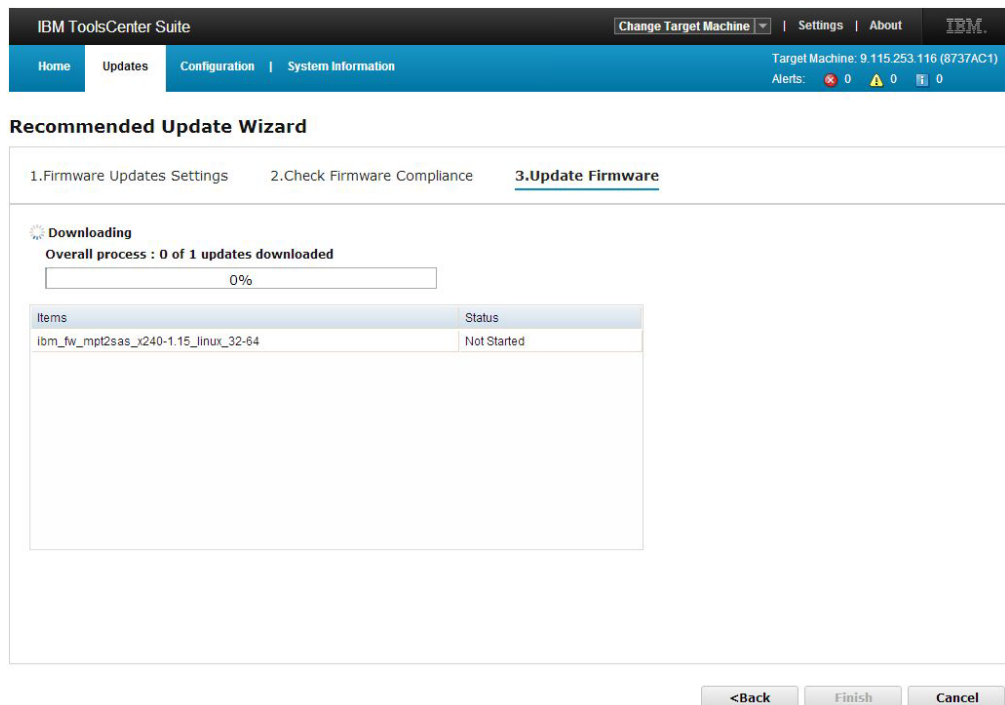 IBM ToolsCenter Suite
Change Target Machine | Settings | About IBM.
Home Updates Configuration | System Information
Target Machine: 9.115.253.116 (8737AC1)
Alerts: 0 0 0
Recommended Update Wizard
1.Firmware Updates Settings 2.Check Firmware Compliance 3.Update Firmware
Downloading
Overall process : 0 of 1 updates downloaded
0%
Items Status
ibm_fw_mpt2sas_x240-1.15_linux_32-64 Not Started
<Back Finish Cancel